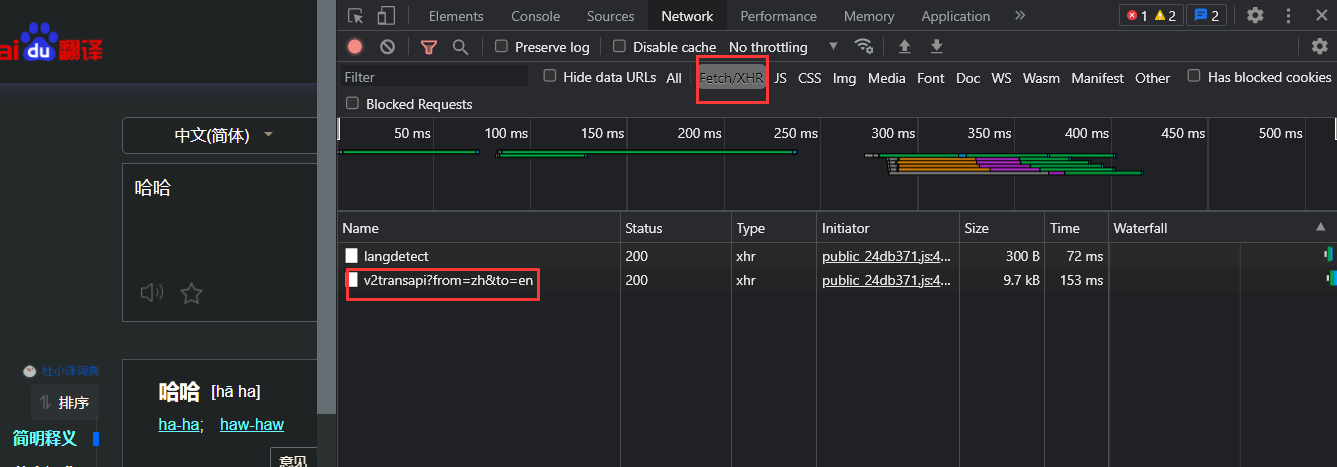 ai du 翻译
中文(简体)
哈哈
杜小译词典
排序
简明释义
哈哈 [hā ha]
ha-ha; haw-haw
意见
Elements Console Sources Network Performance Memory Application » 1 2 2
Preserve log Disable cache No throttling
Filter Hide data URLs All Fetch/XHR JS CSS Img Media Font Doc WS Wasm Manifest Other Has blocked cookies
Blocked Requests
50 ms 100 ms 150 ms 200 ms 250 ms 300 ms 350 ms 400 ms 450 ms 500 ms
Name Status Type Initiator Size Time Waterfall
langdetect 200 xhr public_24db371.js:4... 300 B 72 ms
v2transapi?from=zh&to=en 200 xhr public_24db371.js:4... 9.7 kB 153 ms